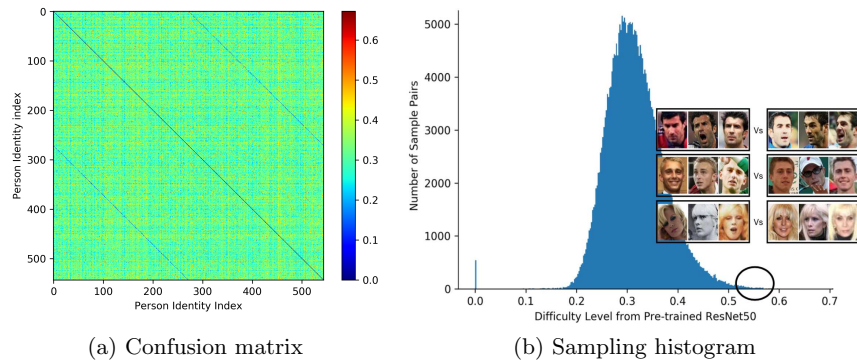 0
100
200
300
400
500
Person Identity index
0 100 200 300 400 500
Person Identity Index
0.6
0.5
0.4
0.3
0.2
0.1
0.0
(a) Confusion matrix
5000
4000
3000
2000
1000
0
Number of Sample Pairs
0.0 0.1 0.2 0.3 0.4 0.5 0.6 0.7
Difficulty Level from Pre-trained ResNet50
Vs
Vs
Vs
(b) Sampling histogram